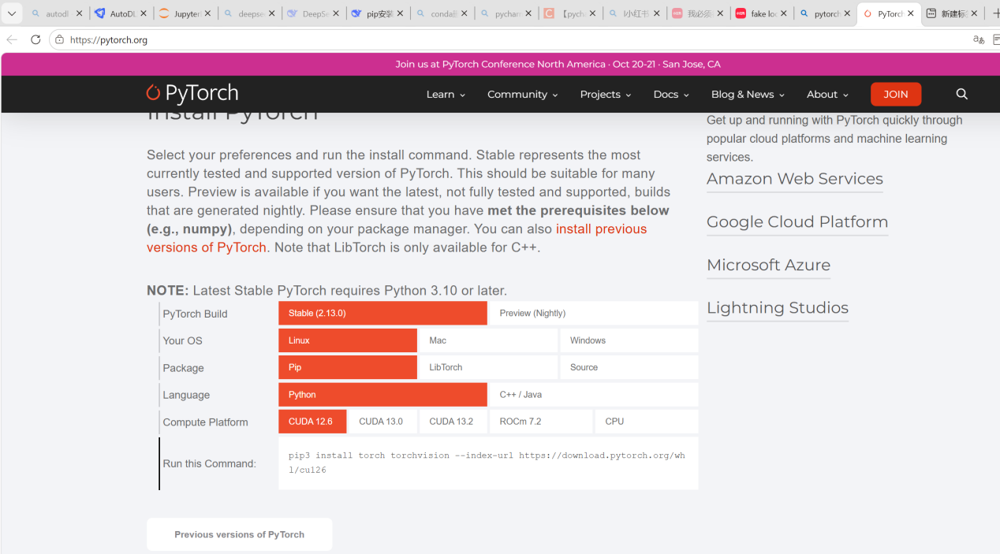 autodl
AutoDL
Jupyter
deepse
DeepSe
pip安装
conda
pychar
【pych
小红书
我必须
fake lo
pytorch
PyTorc
新建标
https://pytorch.org
Join us at PyTorch Conference North America · Oct 20-21 · San Jose, CA
PyTorch
Learn
Community
Projects
Docs
Blog & News
About
JOIN
Install PyTorch
Select your preferences and run the install command. Stable represents the most
currently tested and supported version of PyTorch. This should be suitable for many
users. Preview is available if you want the latest, not fully tested and supported, builds
that are generated nightly. Please ensure that you have met the prerequisites below
(e.g., numpy), depending on your package manager. You can also install previous
versions of PyTorch. Note that LibTorch is only available for C++.
NOTE: Latest Stable PyTorch requires Python 3.10 or later.
PyTorch Build
Stable (2.13.0)
Preview (Nightly)
Your OS
Linux
Mac
Windows
Package
Pip
LibTorch
Source
Language
Python
C++ / Java
Compute Platform
CUDA 12.6
CUDA 13.0
CUDA 13.2
ROCm 7.2
CPU
Run this Command:
pip3 install torch torchvision --index-url https://download.pytorch.org/wh
l/cu126
Previous versions of PyTorch
Get up and running with PyTorch quickly through
popular cloud platforms and machine learning
services.
Amazon Web Services
Google Cloud Platform
Microsoft Azure
Lightning Studios